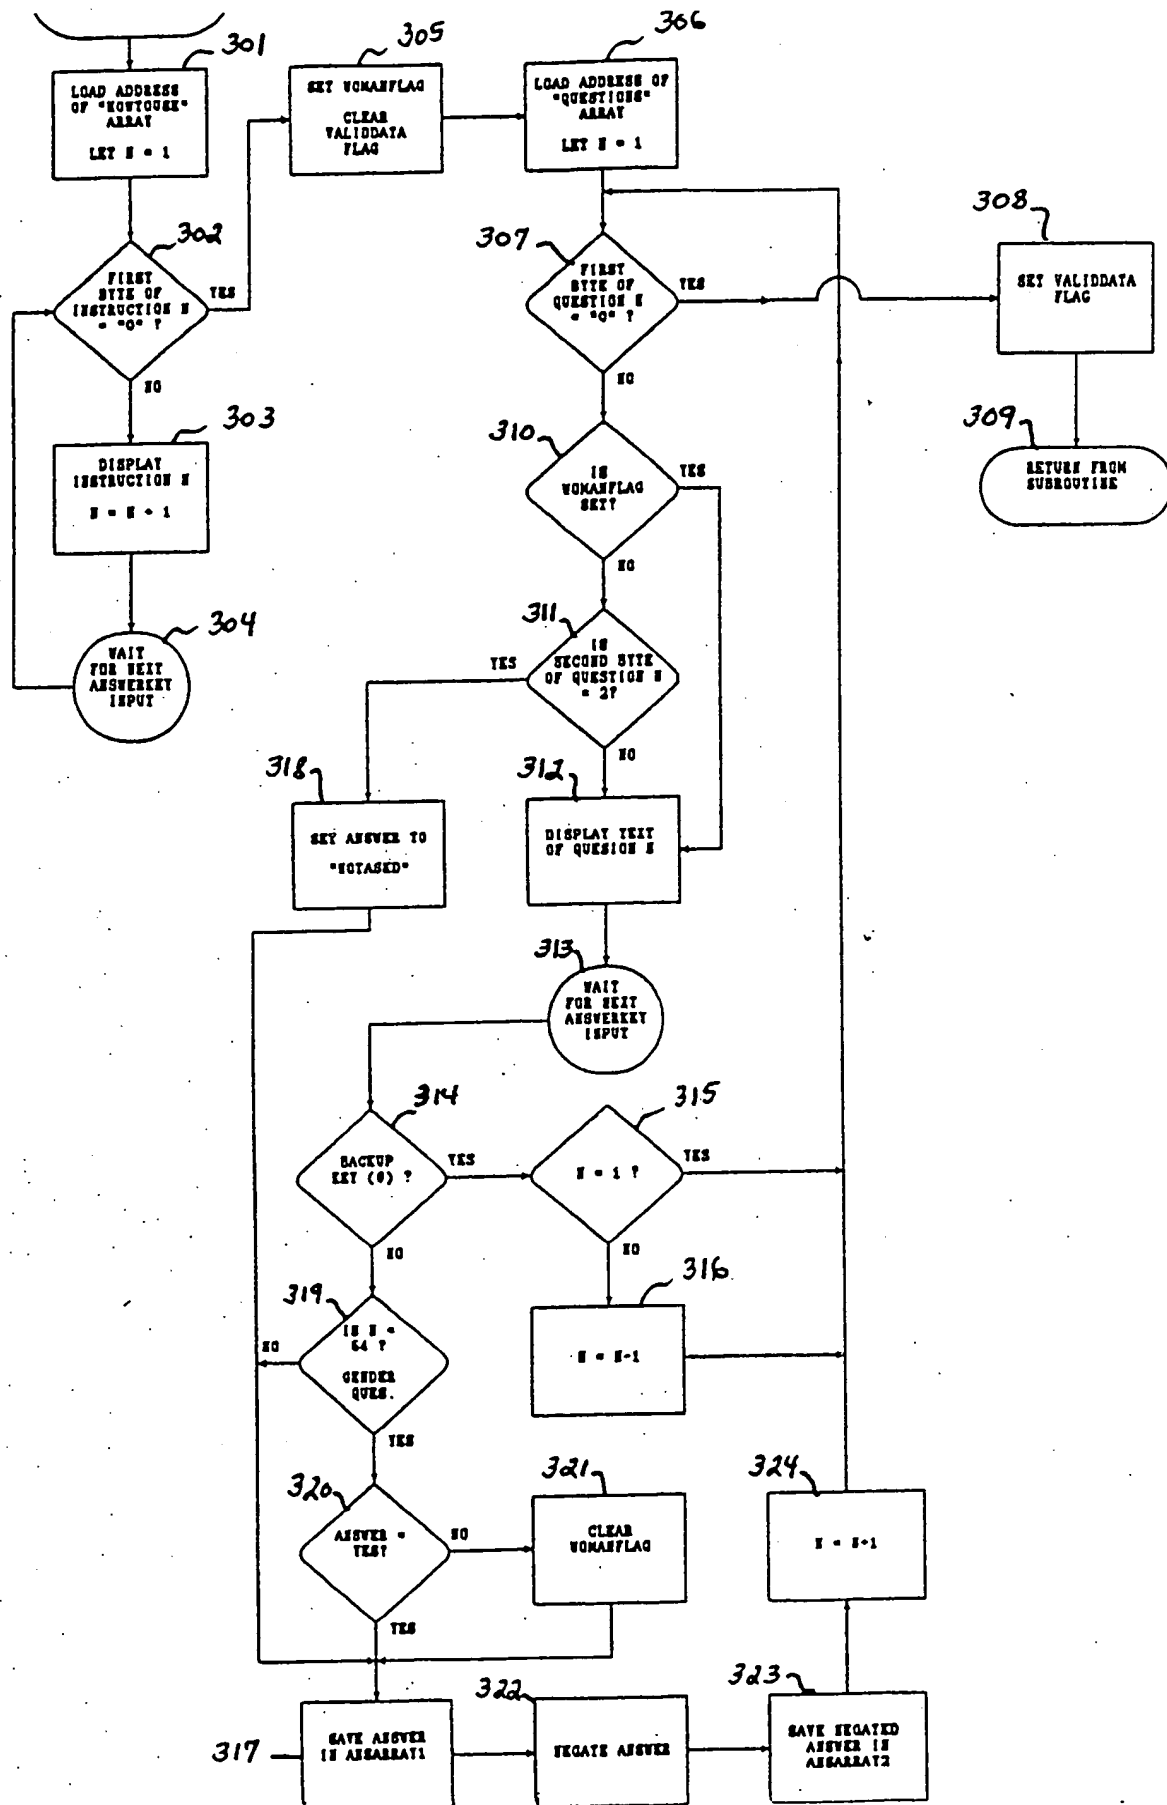 301
LOAD ADDRESS
OF "HOWTOUSE"
ARRAY
LET N = 1
302
FIRST
BYTE OF
INSTRUCTION N
= "0" ?
YES
NO
303
DISPLAY
INSTRUCTION N
N = N + 1
304
WAIT
FOR NEXT
ANSWERKEY
INPUT
305
SET WOMANFLAG
CLEAR
VALIDDATA
FLAG
306
LOAD ADDRESS OF
"QUESTIONS"
ARRAY
LET N = 1
307
FIRST
BYTE OF
QUESTION N
= "0" ?
YES
NO
308
SET VALIDDATA
FLAG
309
RETURN FROM
SUBROUTINE
310
IS
WOMANFLAG
SET?
YES
NO
311
IS
SECOND BYTE
OF QUESTION N
= 2?
YES
NO
318
SET ANSWER TO
"NOTASKED"
312
DISPLAY TEXT
OF QUESION N
313
WAIT
FOR NEXT
ANSWERKEY
INPUT
314
BACKUP
KEY (0) ?
YES
NO
315
N = 1 ?
YES
NO
316
N = N-1
319
IS N =
64 ?
GENDER
QUES.
NO
YES
320
ANSWER =
YES?
NO
YES
321
CLEAR
WOMANFLAG
324
N = N+1
317
SAVE ANSWER
IN ANSARRAY1
322
NEGATE ANSWER
323
SAVE NEGATED
ANSWER IN
ANSARRAY2